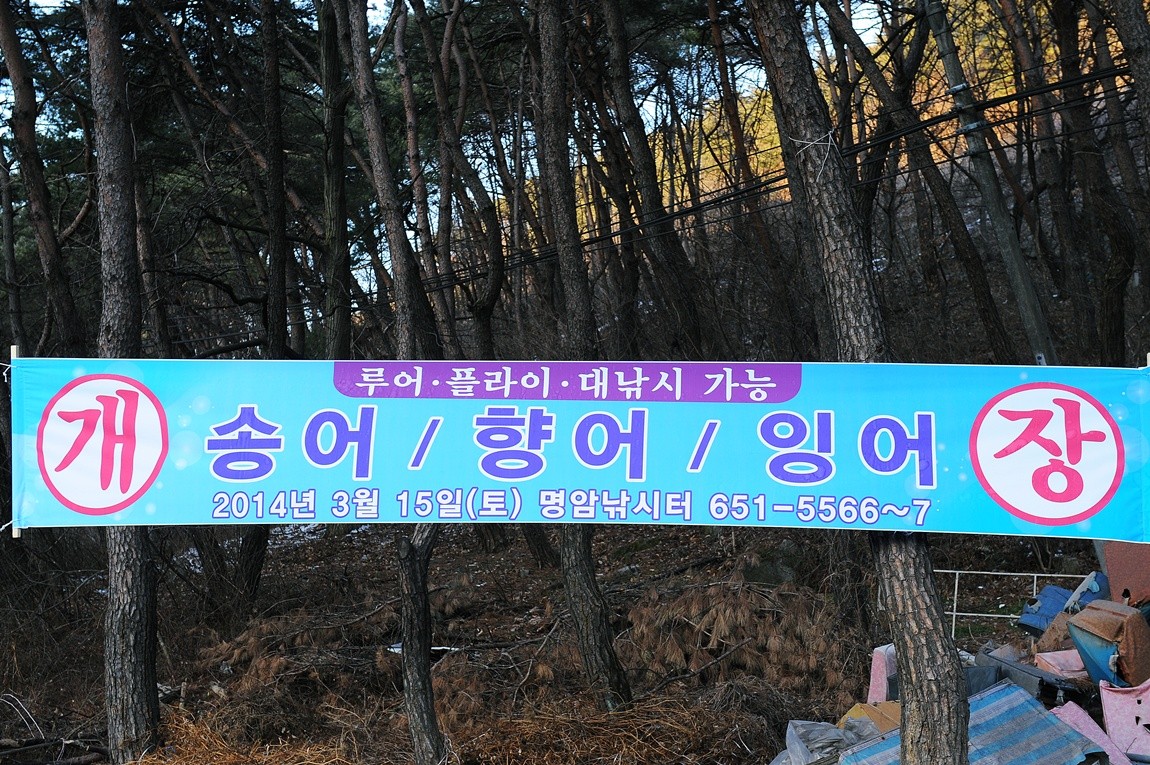 루어·플라이·대낚시 가능
개 송어 / 향어 / 잉어 장
2014년 3월 15일(토) 명암낚시터 651-5566~7